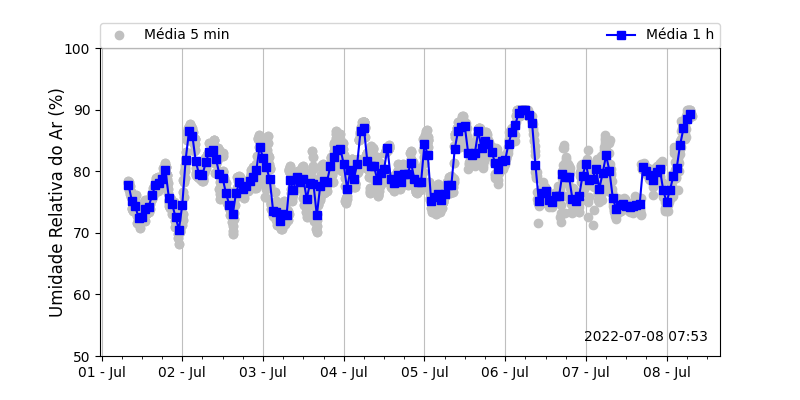 Média 5 min
Média 1 h
Umidade Relativa do Ar (%)
100
90
80
70
60
50
2022-07-08 07:53
01 - Jul
02 - Jul
03 - Jul
04 - Jul
05 - Jul
06 - Jul
07 - Jul
08 - Jul